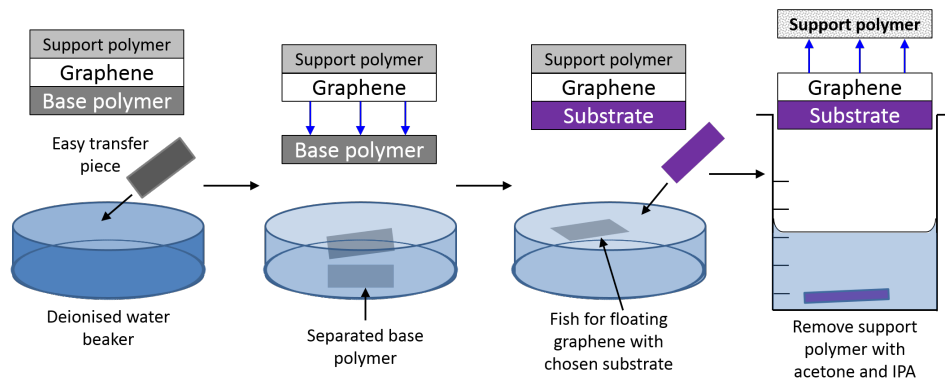 Support polymer
Graphene
Base polymer
Easy transfer
piece
Deionised water
beaker
Support polymer
Graphene
Base polymer
Separated base
polymer
Support polymer
Graphene
Substrate
Fish for floating
graphene with
chosen substrate
Support polymer
Graphene
Substrate
Remove support
polymer with
acetone and IPA